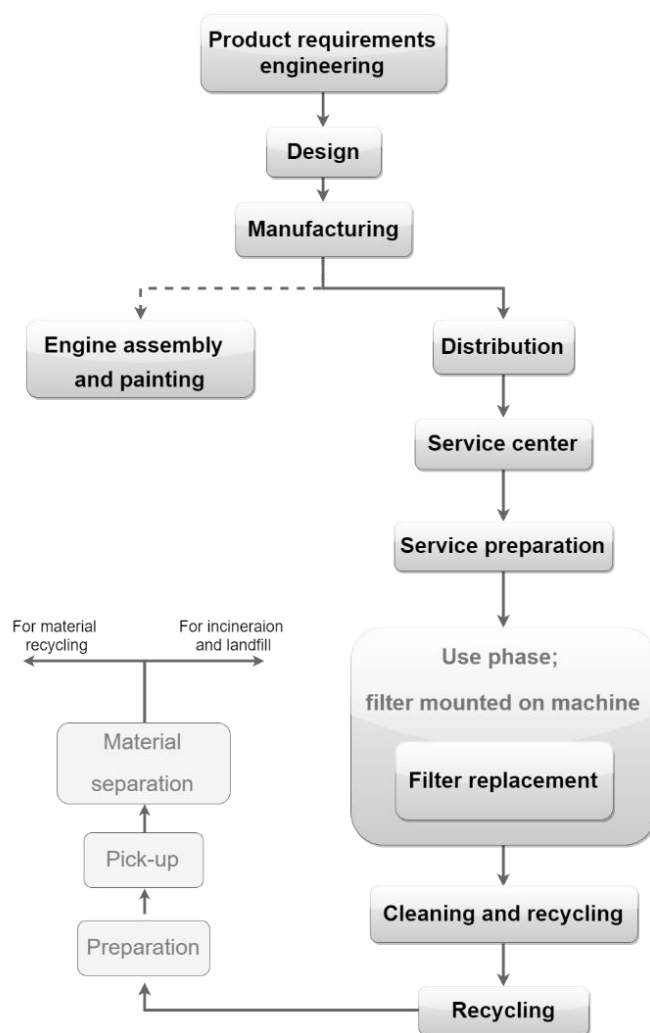 Product requirements
engineering
Design
Manufacturing
Engine assembly
and painting
Distribution
Service center
Service preparation
Use phase;
filter mounted on machine
Filter replacement
Cleaning and recycling
Recycling
Preparation
Pick-up
Material
separation
For material
recycling
For incineraion
and landfill